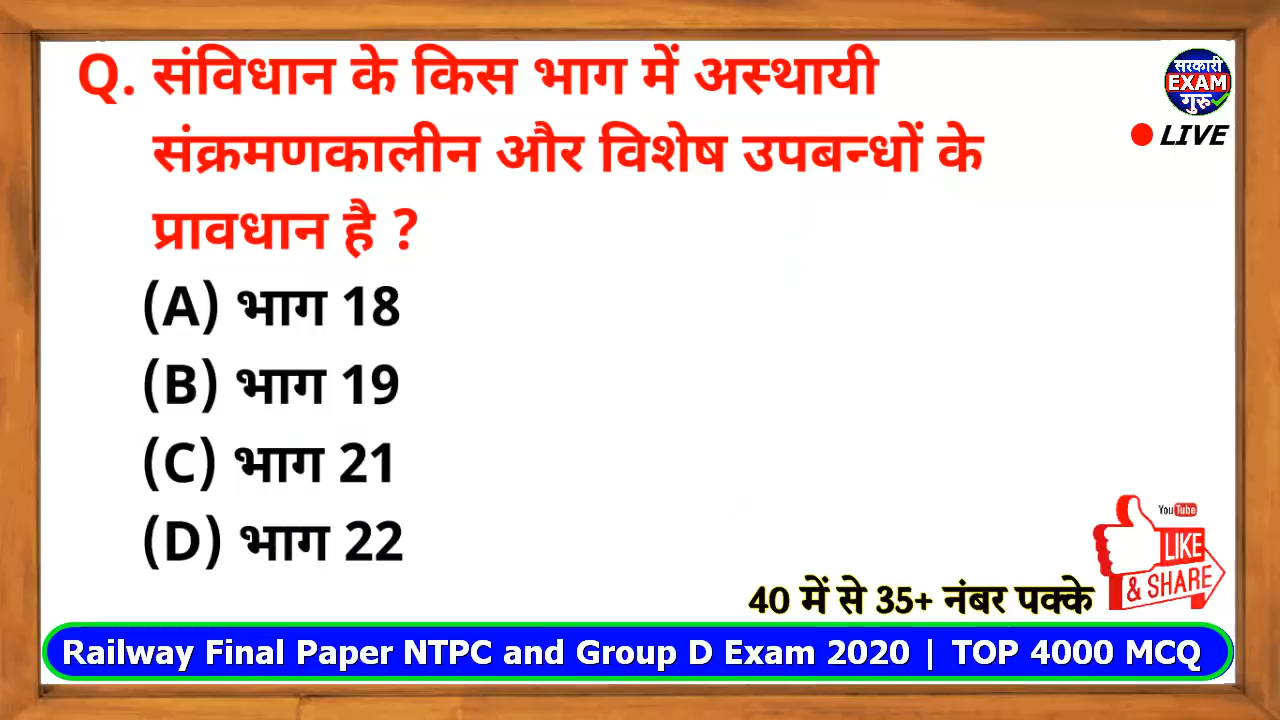 Q. संविधान के किस भाग में अस्थायी
संक्रमणकालीन और विशेष उपबन्धों के
प्रावधान है ?
(A) भाग 18
(B) भाग 19
(C) भाग 21
(D) भाग 22
सरकारी
EXAM
गुरु
LIVE
YouTube
LIKE
& SHARE
40 में से 35+ नंबर पक्के
Railway Final Paper NTPC and Group D Exam 2020 | TOP 4000 MCQ